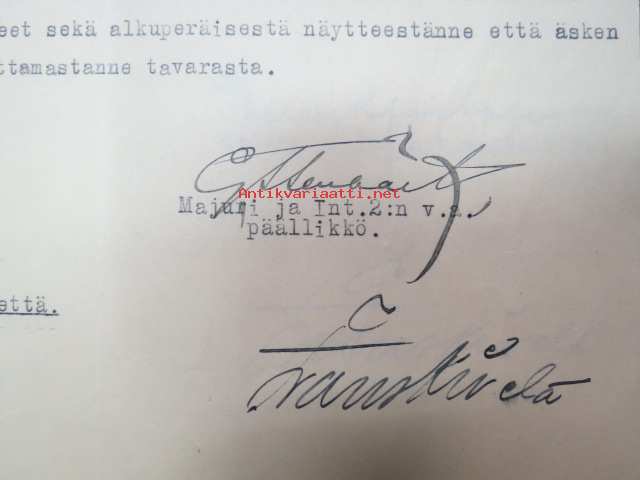 eet sekä alkuperäisestä näytteestänne että äsken
ttamastanne tavarasta.
Antikvariaatti.net
Majuri ja Int.2:n v.a.
päällikkö.
että.